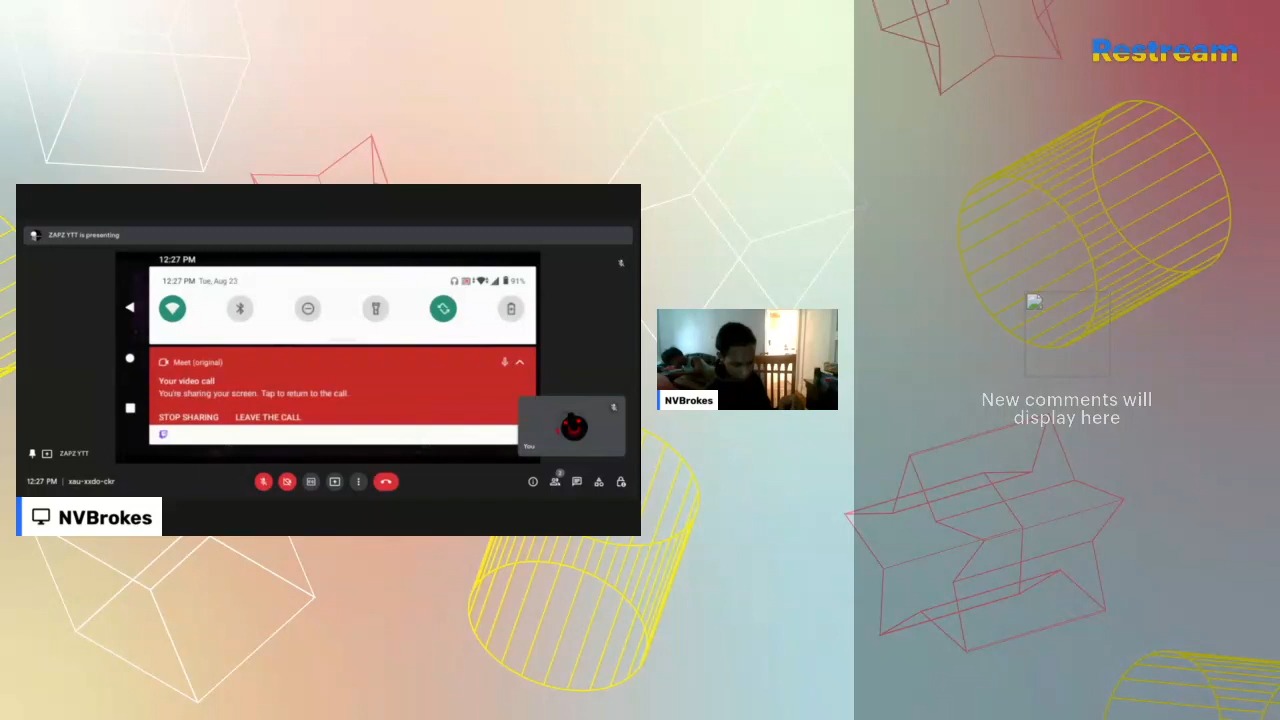 Restream
ZAPZ YTT is presenting
12:27 PM
12:27 PM Tue, Aug 23
91%
Meet (original)
Your video call
You're sharing your screen. Tap to return to the call.
STOP SHARING LEAVE THE CALL
You
ZAPZ YTT
12:27 PM | xau-xxdo-ckr
2
NVBrokes
NVBrokes
New comments will
display here